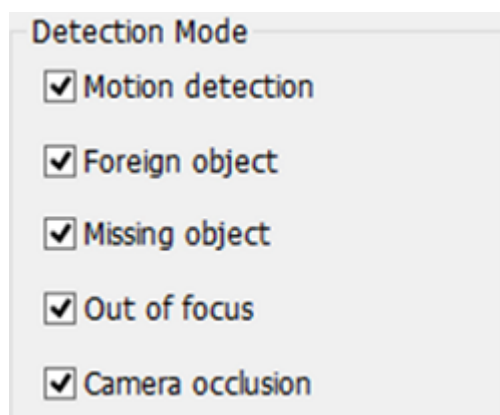 Detection Mode
Motion detection
Foreign object
Missing object
Out of focus
Camera occlusion